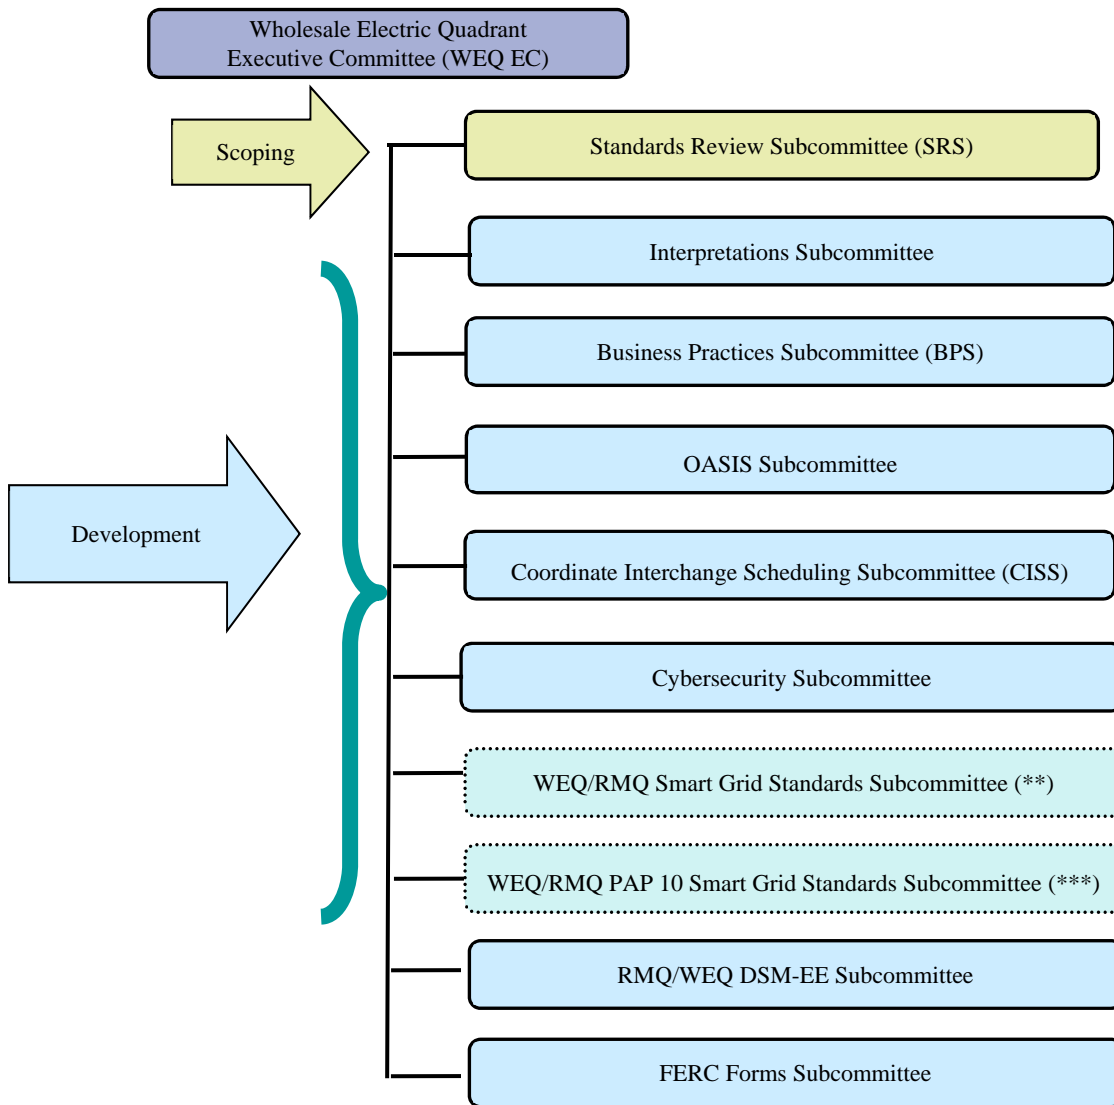 Wholesale Electric Quadrant
Executive Committee (WEQ EC)
Scoping
Standards Review Subcommittee (SRS)
Interpretations Subcommittee
Business Practices Subcommittee (BPS)
OASIS Subcommittee
Development
Coordinate Interchange Scheduling Subcommittee (CISS)
Cybersecurity Subcommittee
WEQ/RMQ Smart Grid Standards Subcommittee (**)
WEQ/RMQ PAP 10 Smart Grid Standards Subcommittee (***)
RMQ/WEQ DSM-EE Subcommittee
FERC Forms Subcommittee